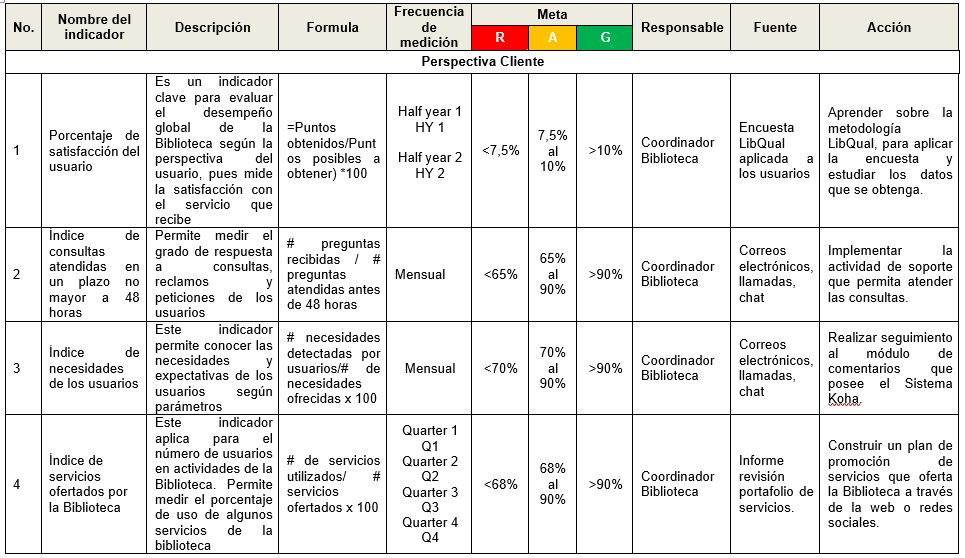 No.
Nombre del
indicador
Descripción
Formula
Frecuencia
de
medición
Meta
R
A
G
Responsable
Fuente
Acción
Perspectiva Cliente
1
Porcentaje de
satisfacción del
usuario
Es un indicador
clave para evaluar
el desempeño
global de la
Biblioteca según la
perspectiva del
usuario, pues mide
la satisfacción con
el servicio que
recibe
=Puntos
obtenidos/Punt
os posibles a
obtener) *100
Half year 1
HY 1
Half year 2
HY 2
<7,5%
7,5%
al
10%
>10%
Coordinador
Biblioteca
Encuesta
LibQual
aplicada a
los usuarios
Aprender sobre la
metodología
LibQual, para aplicar
la encuesta y
estudiar los datos
que se obtenga.
2
Índice de
consultas
atendidas en
un plazo no
mayor a 48
horas
Permite medir el
grado de respuesta
a consultas,
reclamos y
peticiones de los
usuarios
# preguntas
recibidas / #
preguntas
atendidas antes
de 48 horas
Mensual
<65%
65%
al
90%
>90%
Coordinador
Biblioteca
Correos
electrónicos,
llamadas,
chat
Implementar la
actividad de soporte
que permita atender
las consultas.
3
Índice de
necesidades
de los usuarios
Este indicador
permite conocer las
necesidades y
expectativas de los
usuarios según
parámetros
# necesidades
detectadas por
usuarios/# de
necesidades
ofrecidas x 100
Mensual
<70%
70%
al
90%
>90%
Coordinador
Biblioteca
Correos
electrónicos,
llamadas,
chat
Realizar seguimiento
al módulo de
comentarios que
posee el Sistema
Koha.
4
Índice de
servicios
ofertados por
la Biblioteca
Este indicador
aplica para el
número de usuarios
en actividades de la
Biblioteca. Permite
medir el porcentaje
de uso de algunos
servicios de la
biblioteca
# de servicios
utilizados/ #
servicios
ofertados x 100
Quarter 1
Q1
Quarter 2
Q2
Quarter 3
Q3
Quarter 4
Q4
<68%
68%
al
90%
>90%
Coordinador
Biblioteca
Informe
revisión
portafolio de
servicios.
Construir un plan de
promoción de
servicios que oferta
la Biblioteca a través
de la web o redes
sociales.